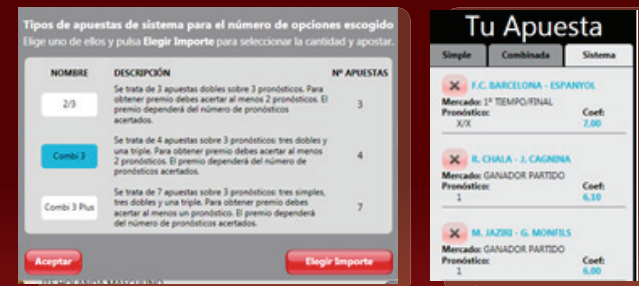 Tipos de apuestas de sistema para el número de opciones escogido
Elige uno de ellos y pulsa Elegir Importe para seleccionar la cantidad y apostar.
NOMBRE DESCRIPCIÓN Nº APUESTAS
2/3
Se trata de 3 apuestas dobles sobre 3 pronósticos. Para
obtener premio debes acertar al menos 2 pronósticos. El
premio dependerá del número de pronósticos
acertados.
3
Combi 3
Se trata de 4 apuestas sobre 3 pronósticos: tres dobles y
una triple. Para obtener premio debes acertar al menos
2 pronósticos. El premio dependerá del número de
pronósticos acertados.
4
Combi 3 Plus
Se trata de 7 apuestas sobre 3 pronósticos: tres simples,
tres dobles y una triple. Para obtener premio debes
acertar al menos un pronóstico. El premio dependerá
del número de pronósticos acertados.
7
Aceptar Elegir Importe
HOLANDA MASCULINO
Tu Apuesta
Simple Combinada Sistema
F.C. BARCELONA - ESPANYOL
Mercado: 1º TIEMPO/FINAL
Pronóstico: Coef:
X/X 7,00
R. CHALA - J. CAGNINA
Mercado: GANADOR PARTIDO
Pronóstico: Coef:
1 6,10
M. JAZIRI - G. MONFILS
Mercado: GANADOR PARTIDO
Pronóstico: Coef:
1 6,00